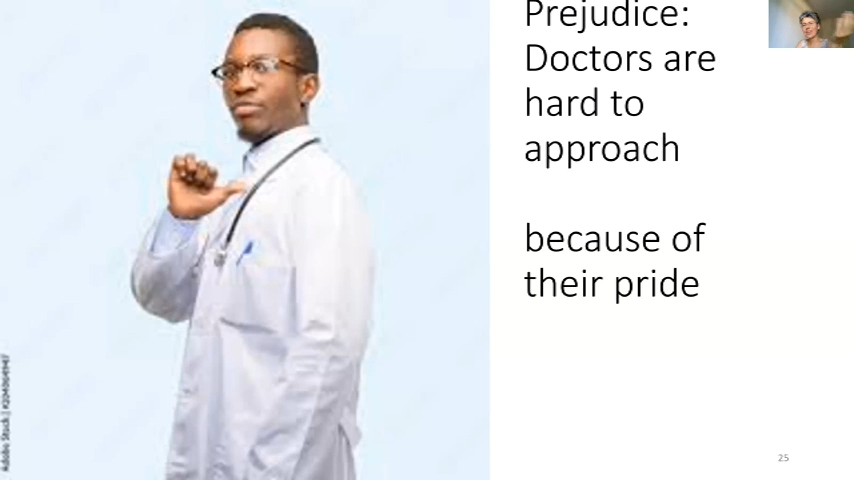 Prejudice:
Doctors are
hard to
approach
because of
their pride
25